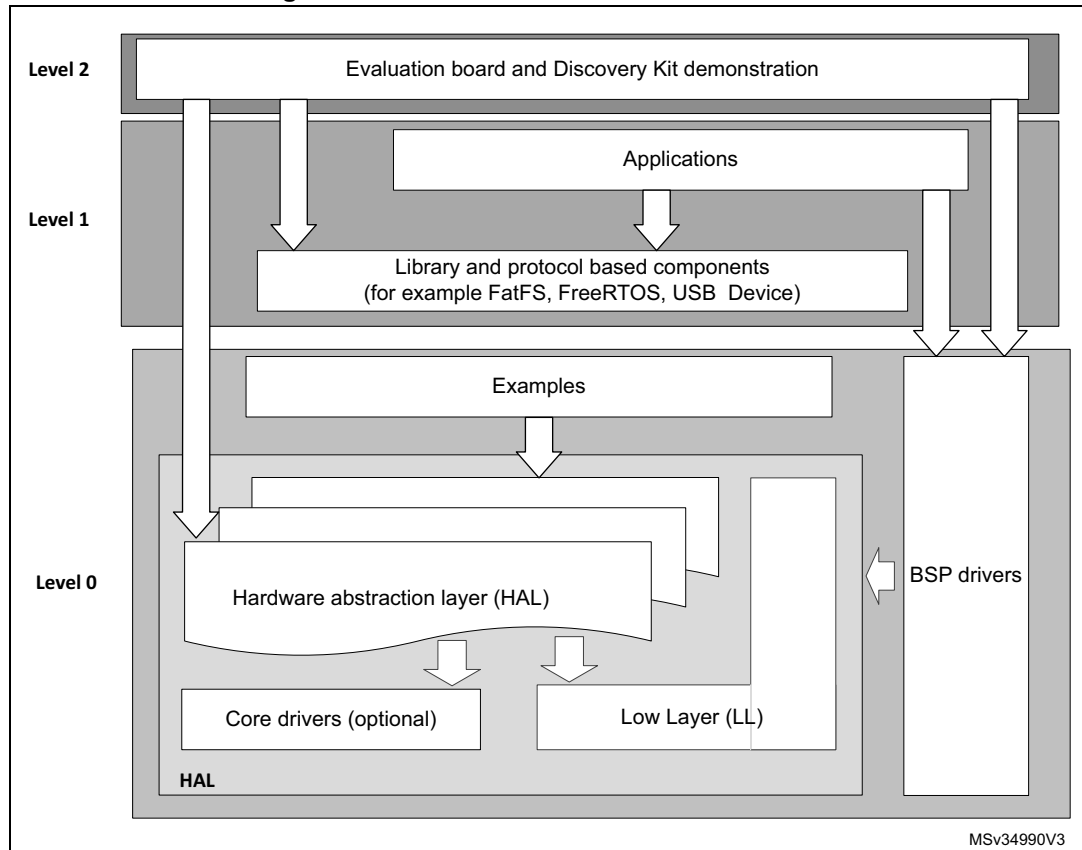 Level 2
Evaluation board and Discovery Kit demonstration
Applications
Level 1
Library and protocol based components
(for example FatFS, FreeRTOS, USB Device)
Examples
Level 0
BSP drivers
Hardware abstraction layer (HAL)
Core drivers (optional)
Low Layer (LL)
HAL
MSv34990V3